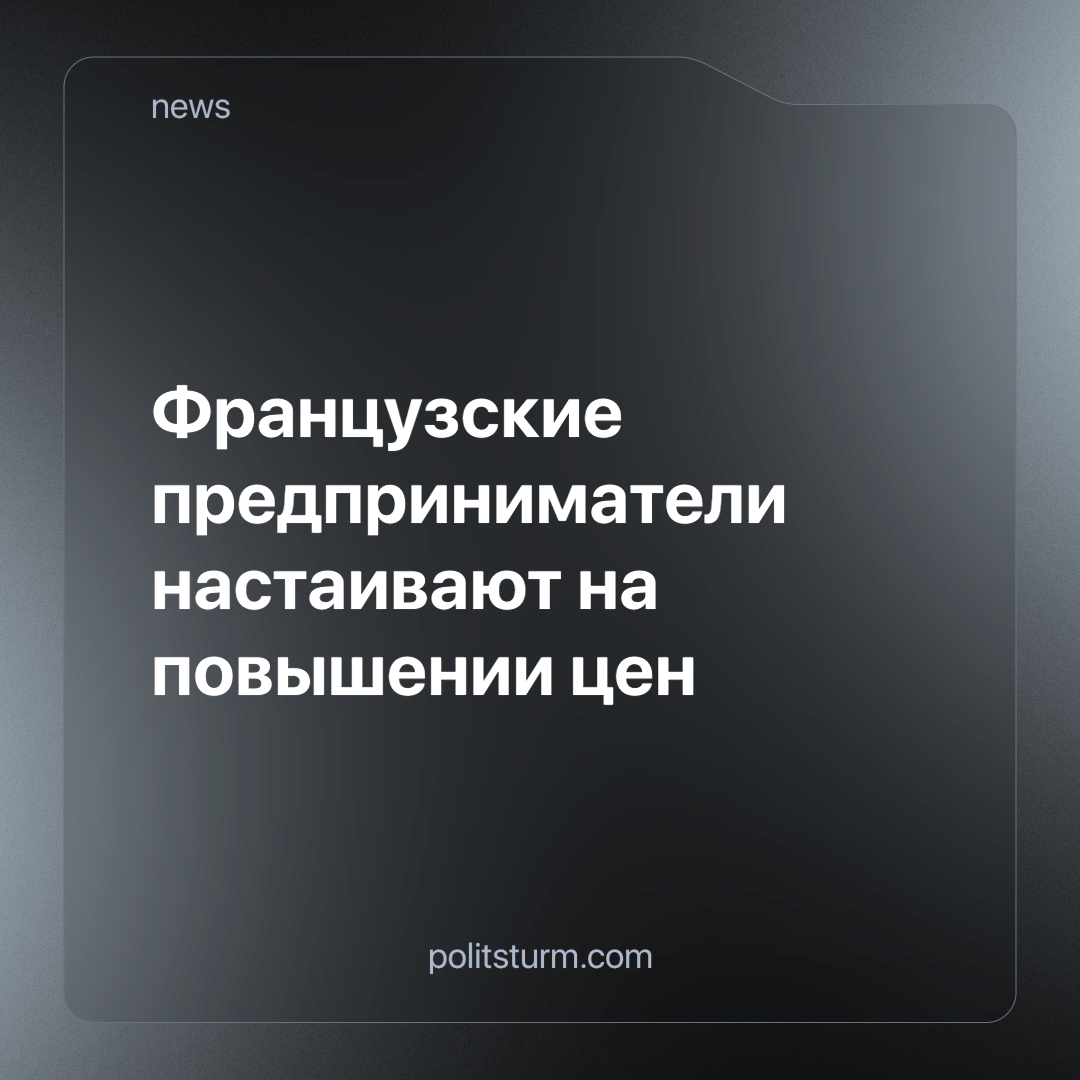 news
Французские
предприниматели
настаивают на
повышении цен
politsturm.com